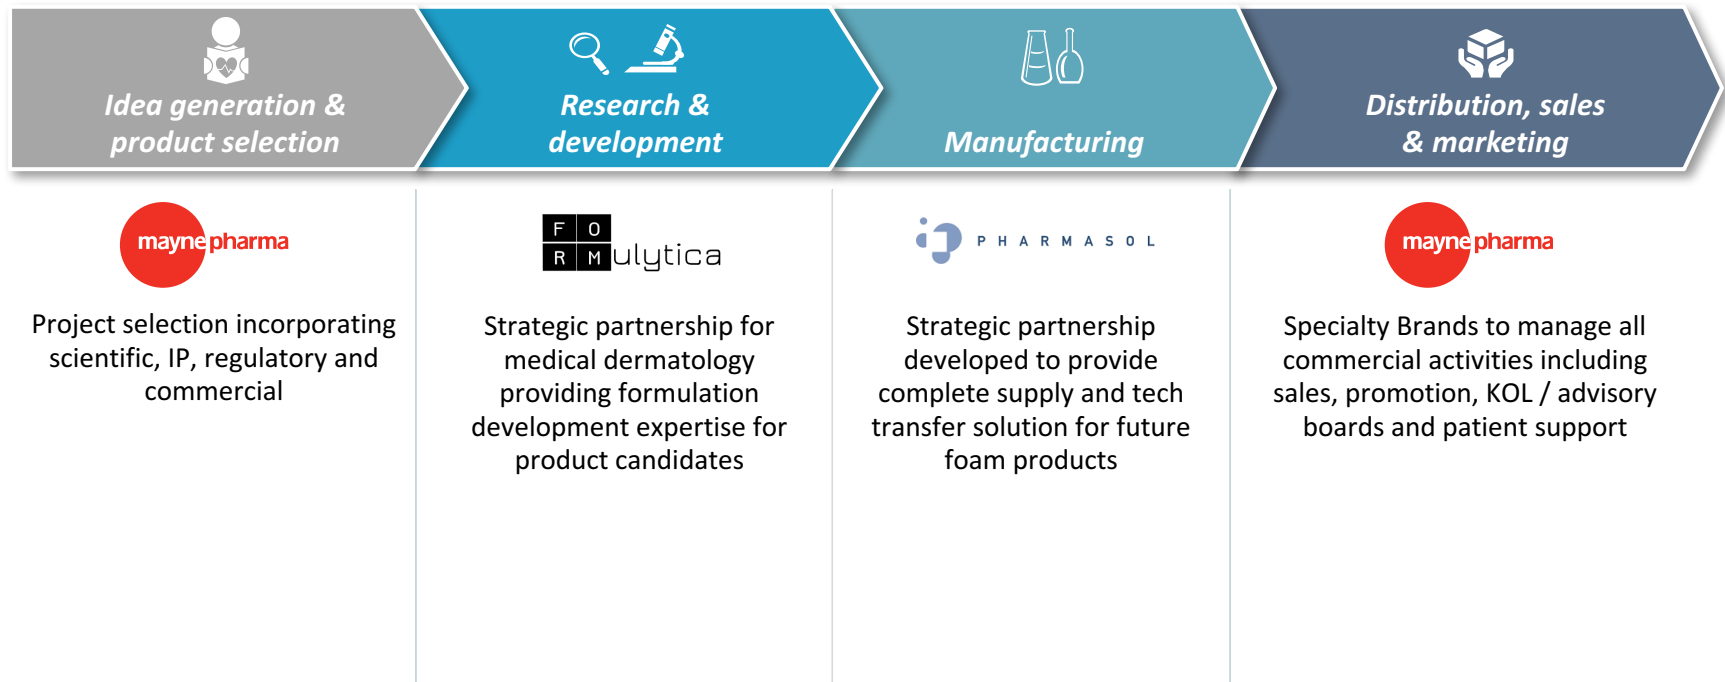 Idea generation &
product selection
Research &
development
Manufacturing
Distribution, sales
& marketing
maynepharma
Project selection incorporating
scientific, IP, regulatory and
commercial
FO
RMulytica
Strategic partnership for
medical dermatology
providing formulation
development expertise for
product candidates
PHARMASOL
Strategic partnership
developed to provide
complete supply and tech
transfer solution for future
foam products
maynepharma
Specialty Brands to manage all
commercial activities including
sales, promotion, KOL / advisory
boards and patient support